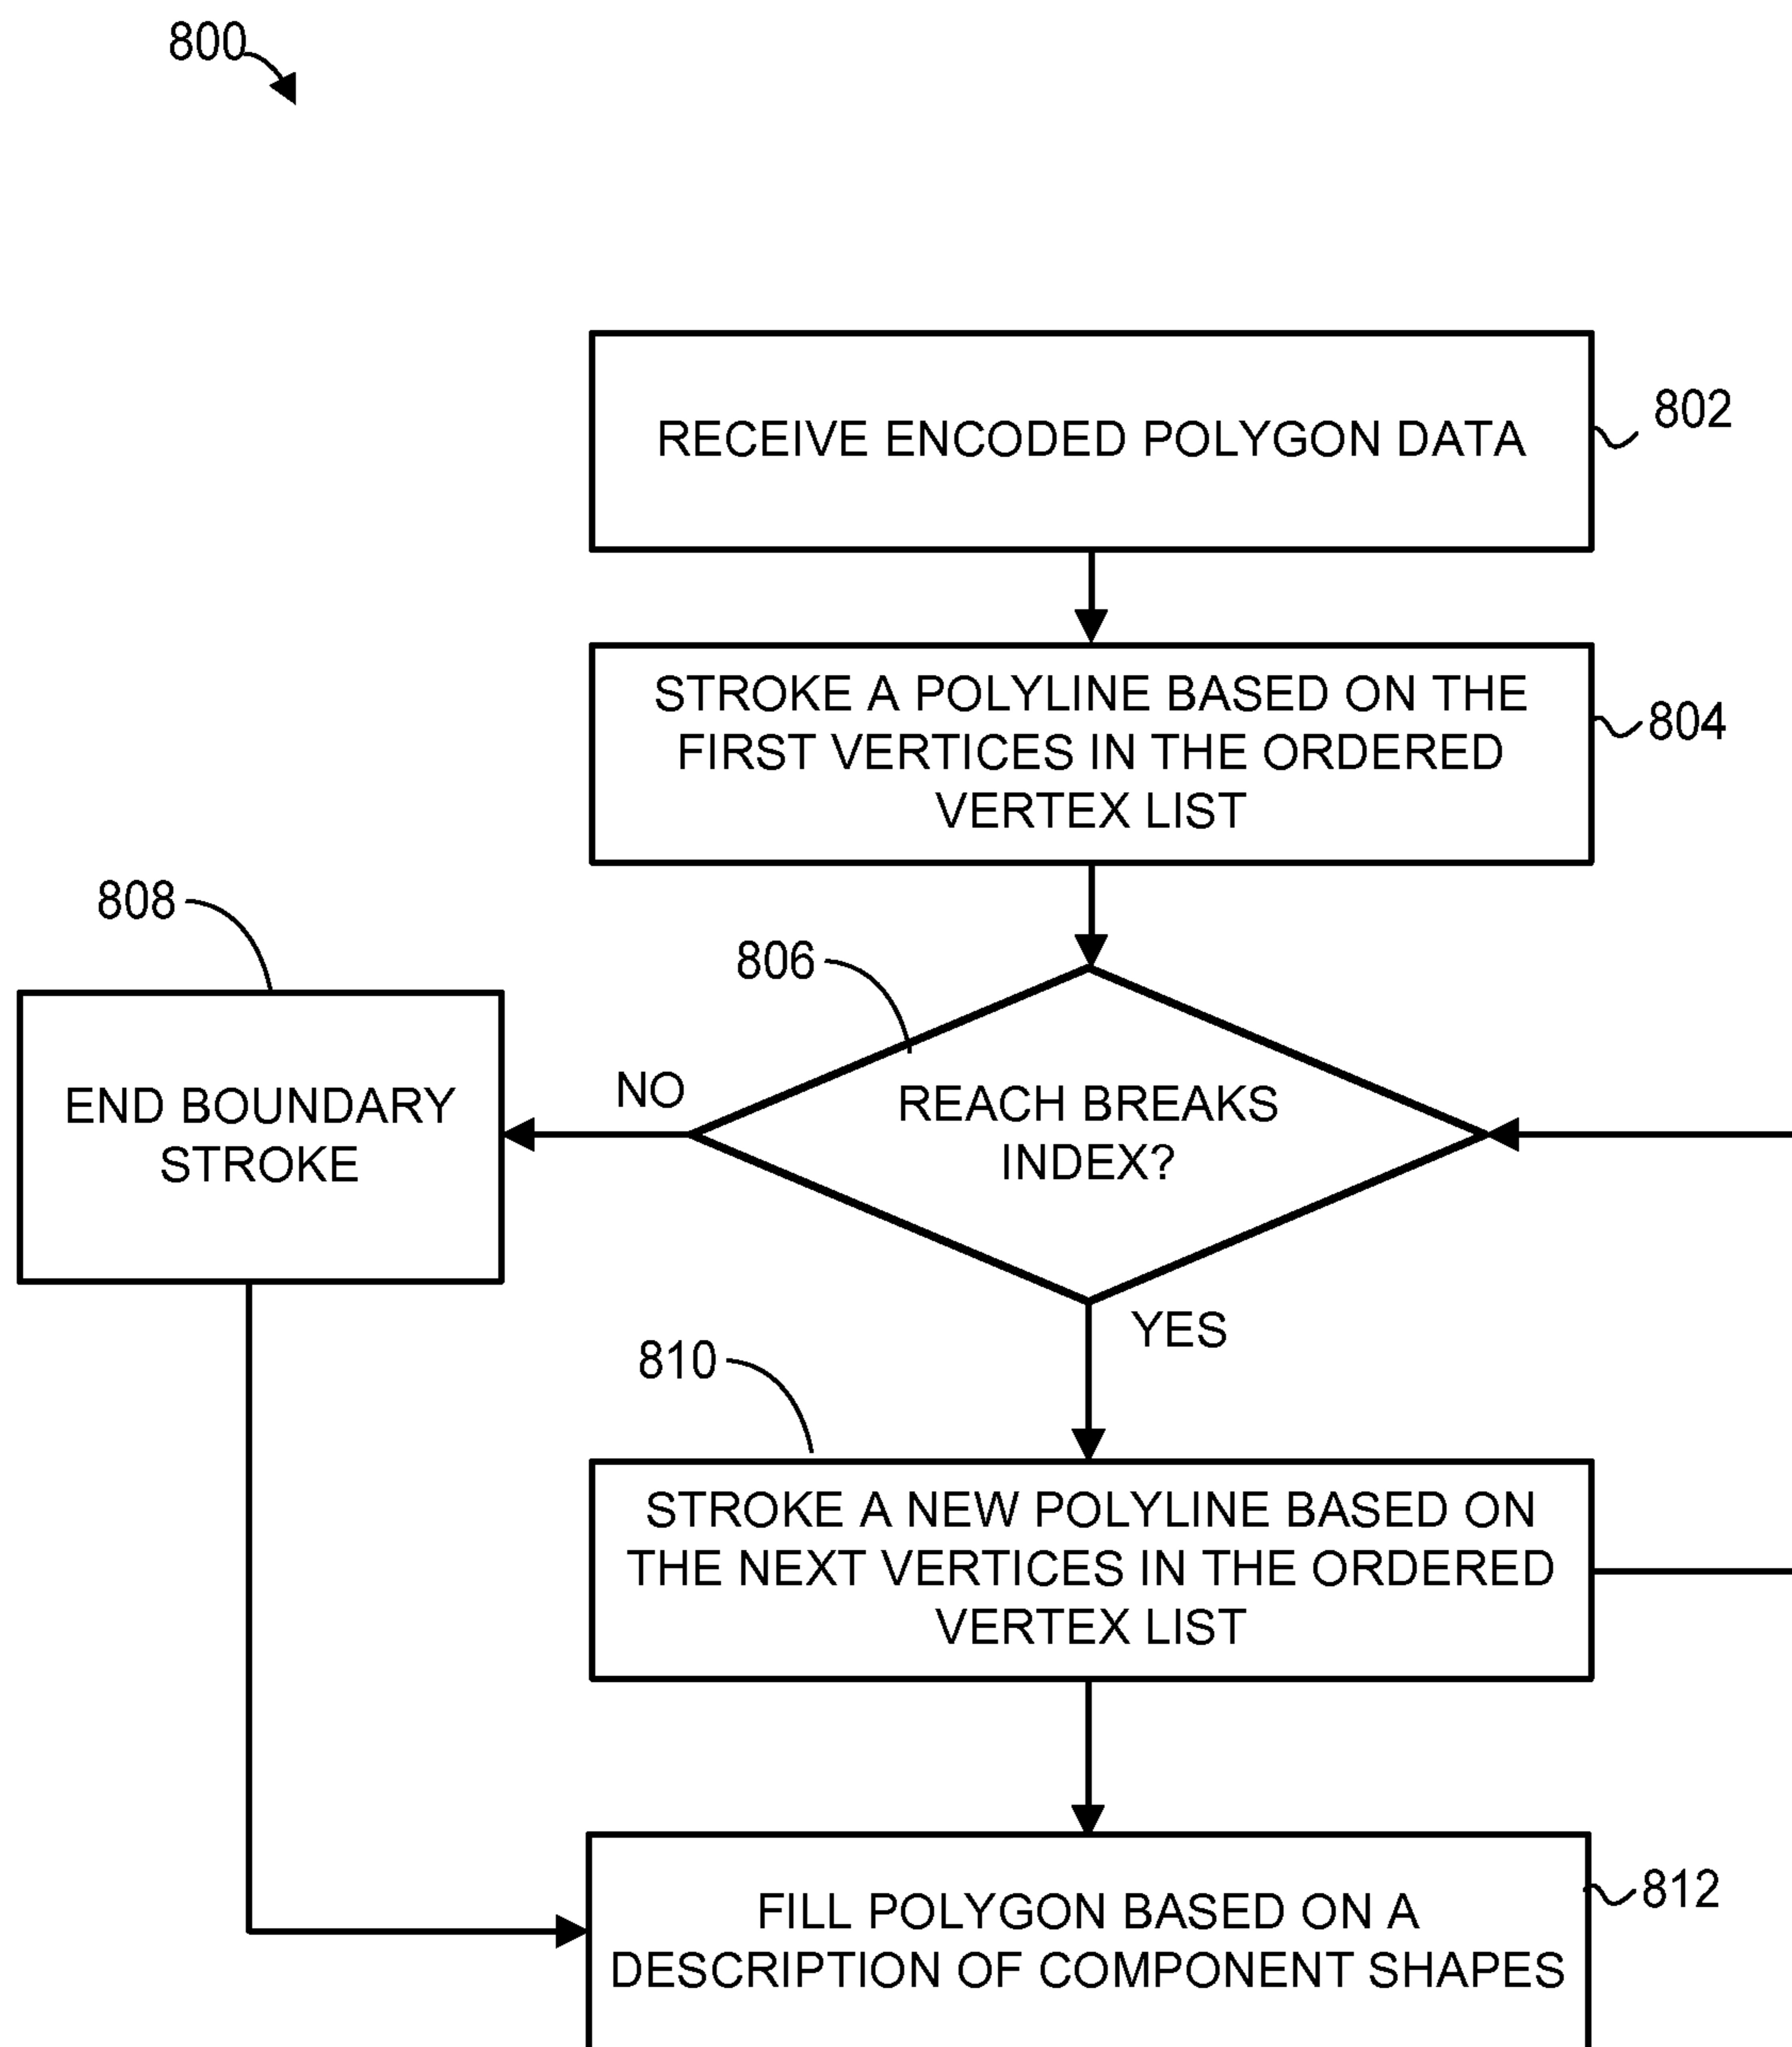 800
RECEIVE ENCODED POLYGON DATA
802
STROKE A POLYLINE BASED ON THE
FIRST VERTICES IN THE ORDERED
VERTEX LIST
804
808
806
END BOUNDARY
STROKE
NO
REACH BREAKS
INDEX?
YES
810
STROKE A NEW POLYLINE BASED ON
THE NEXT VERTICES IN THE ORDERED
VERTEX LIST
FILL POLYGON BASED ON A
DESCRIPTION OF COMPONENT SHAPES
812